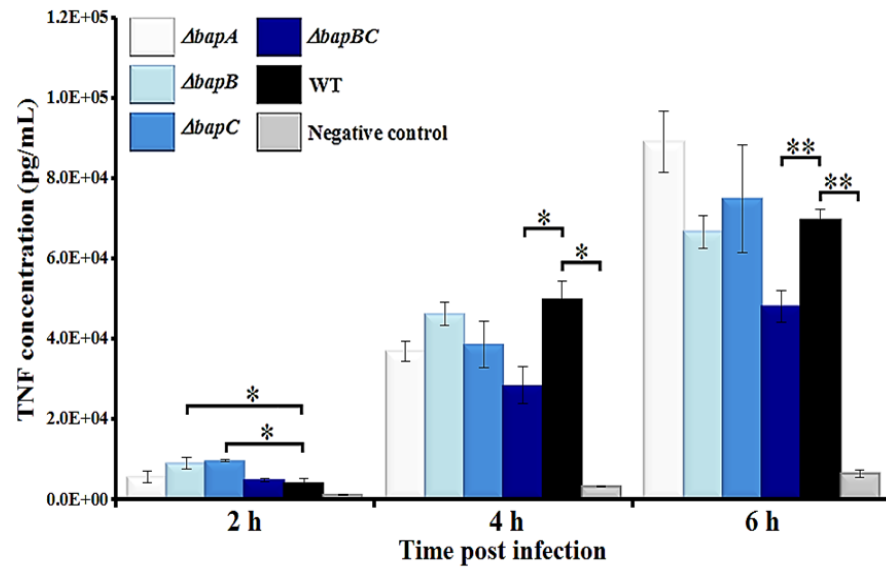 TNF concentration (pg/mL)
1.2E+05
1.0E+05
8.0E+04
6.0E+04
4.0E+04
2.0E+04
0.0E+00
ΔbapA
ΔbapB
ΔbapC
ΔbapBC
WT
Negative control
*
*
*
*
**
**
2 h
4 h
6 h
Time post infection